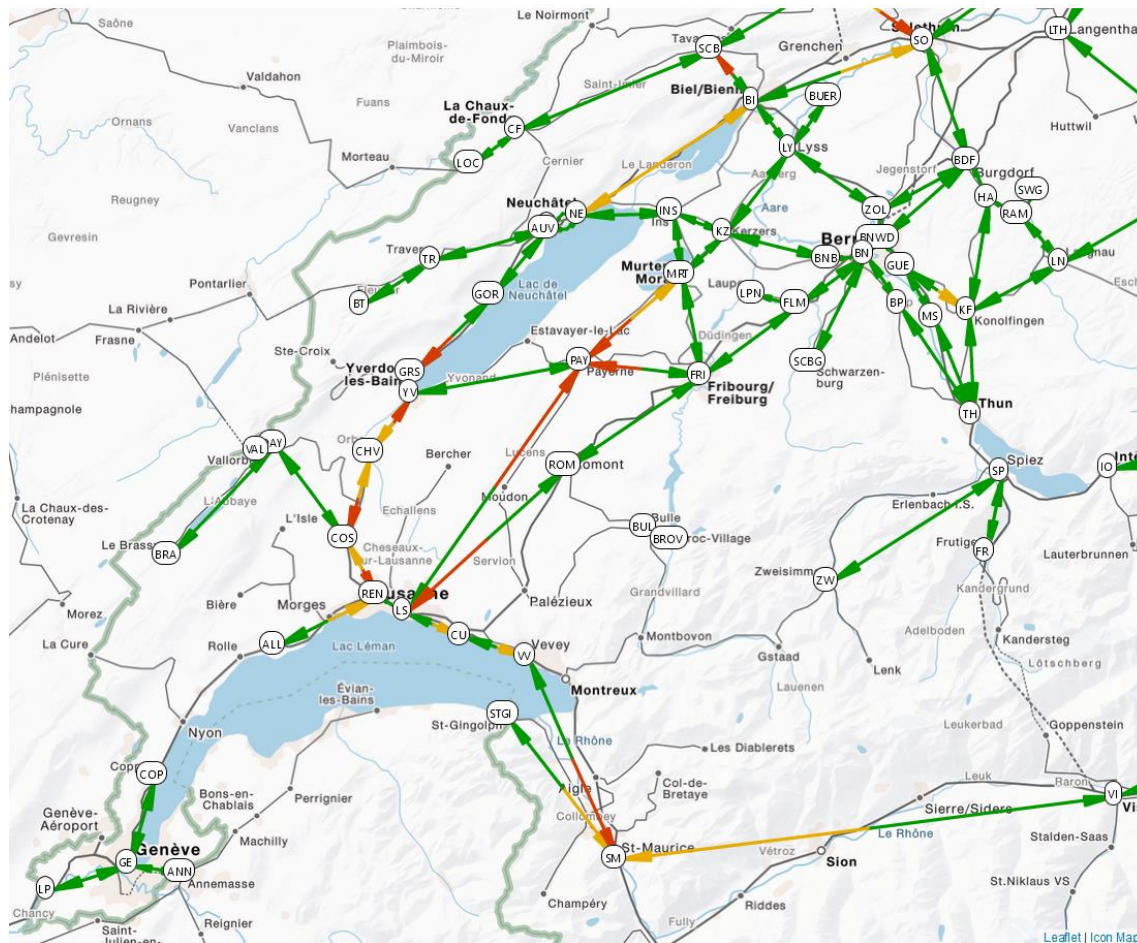 Le Noirmont
Saône
Plaimbois-
du-Miroir
SCB
Grenchen
SO
LTH
Langenthal
Valdahon
Saint-Imier
Biel/Bienne
BI
BUER
Fuans
La Chaux-
de-Fond
Ornans
Vanclans
CF
Huttwil
Morteau
LOC
Cernier
Le Landeron
LY
Lyss
Jegenstorf
BDF
Burgdorf
Reugney
Aarberg
HA
SWG
Neuchâtel
NE
INS
Ins
Aare
ZOL
RAM
Gevresin
AUV
KZ
Kerzers
Bern
BNWD
Travers
TR
BNB
BN
GUE
LN
Langnau
Pontarlier
BT
GOR
Lac de
Neuchâtel
Murten
MRT
Laupen
LPN
FLM
BP
MS
KF
Konolfingen
La Rivière
Andelot
Frasne
Estavayer-le-Lac
Düdingen
Ste-Croix
PAY
Payerne
SCBG
Schwarzen-
burg
Plénisette
GRS
Yverdon
les-Bain
YV
Yvonand
FRI
Fribourg/
Freiburg
TH
Thun
VAL
Vallorbe
CHV
Bercher
Lucens
ROM
Romont
Spiez
SP
IO
L'Abbaye
Moudon
Erlenbach i.S.
La Chaux-des-
Crotenay
L'Isle
Echallens
BUL
Bulle
BROV
Broc-Village
Le Brassus
BRA
COS
Cheseaux-
sur-Lausanne
Servion
Frutigen
FR
Lauterbrunnen
Zweisimmen
ZW
Kandergrund
Morez
Bière
REN
Lausanne
LS
Palézieux
Grandvillard
Morges
Adelboden
Kandersteg
La Cure
Rolle
ALL
Lac Léman
CU
VV
Vevey
Montbovon
Gstaad
Lenk
Lötschberg
Évian-
les-Bains
Montreux
Lauenen
Nyon
STGI
St-Gingolph
Le Rhône
Leukerbad
Goppenstein
Les Diablerets
COP
Bons-en-
Chablais
Perrignier
Aigle
Col-de-
Bretaye
Leuk
Raron
Genève-
Aéroport
Machilly
Collombey
Sierre/Siders
VI
GE
Genève
ANN
Annemasse
SM
St-Maurice
Vétroz
Le Rhône
Stalden-Saas
Sion
LP
Chancy
Reignier
Champéry
Riddes
St.Niklaus VS
Saint-
Julien-en-
Fully
Leaflet | Icon Map